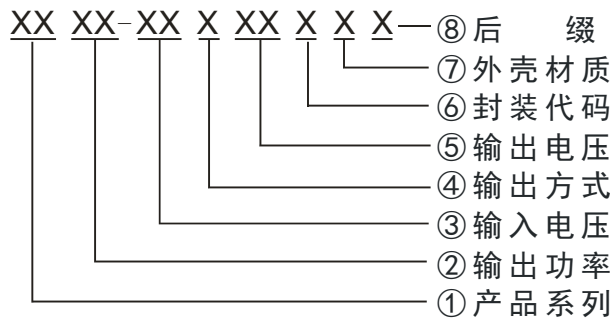 XX XX-XX X XX X X X ⑧后 缀
⑦外壳材质
⑥封装代码
⑤输出电压
④输出方式
③输入电压
②输出功率
①产品系列